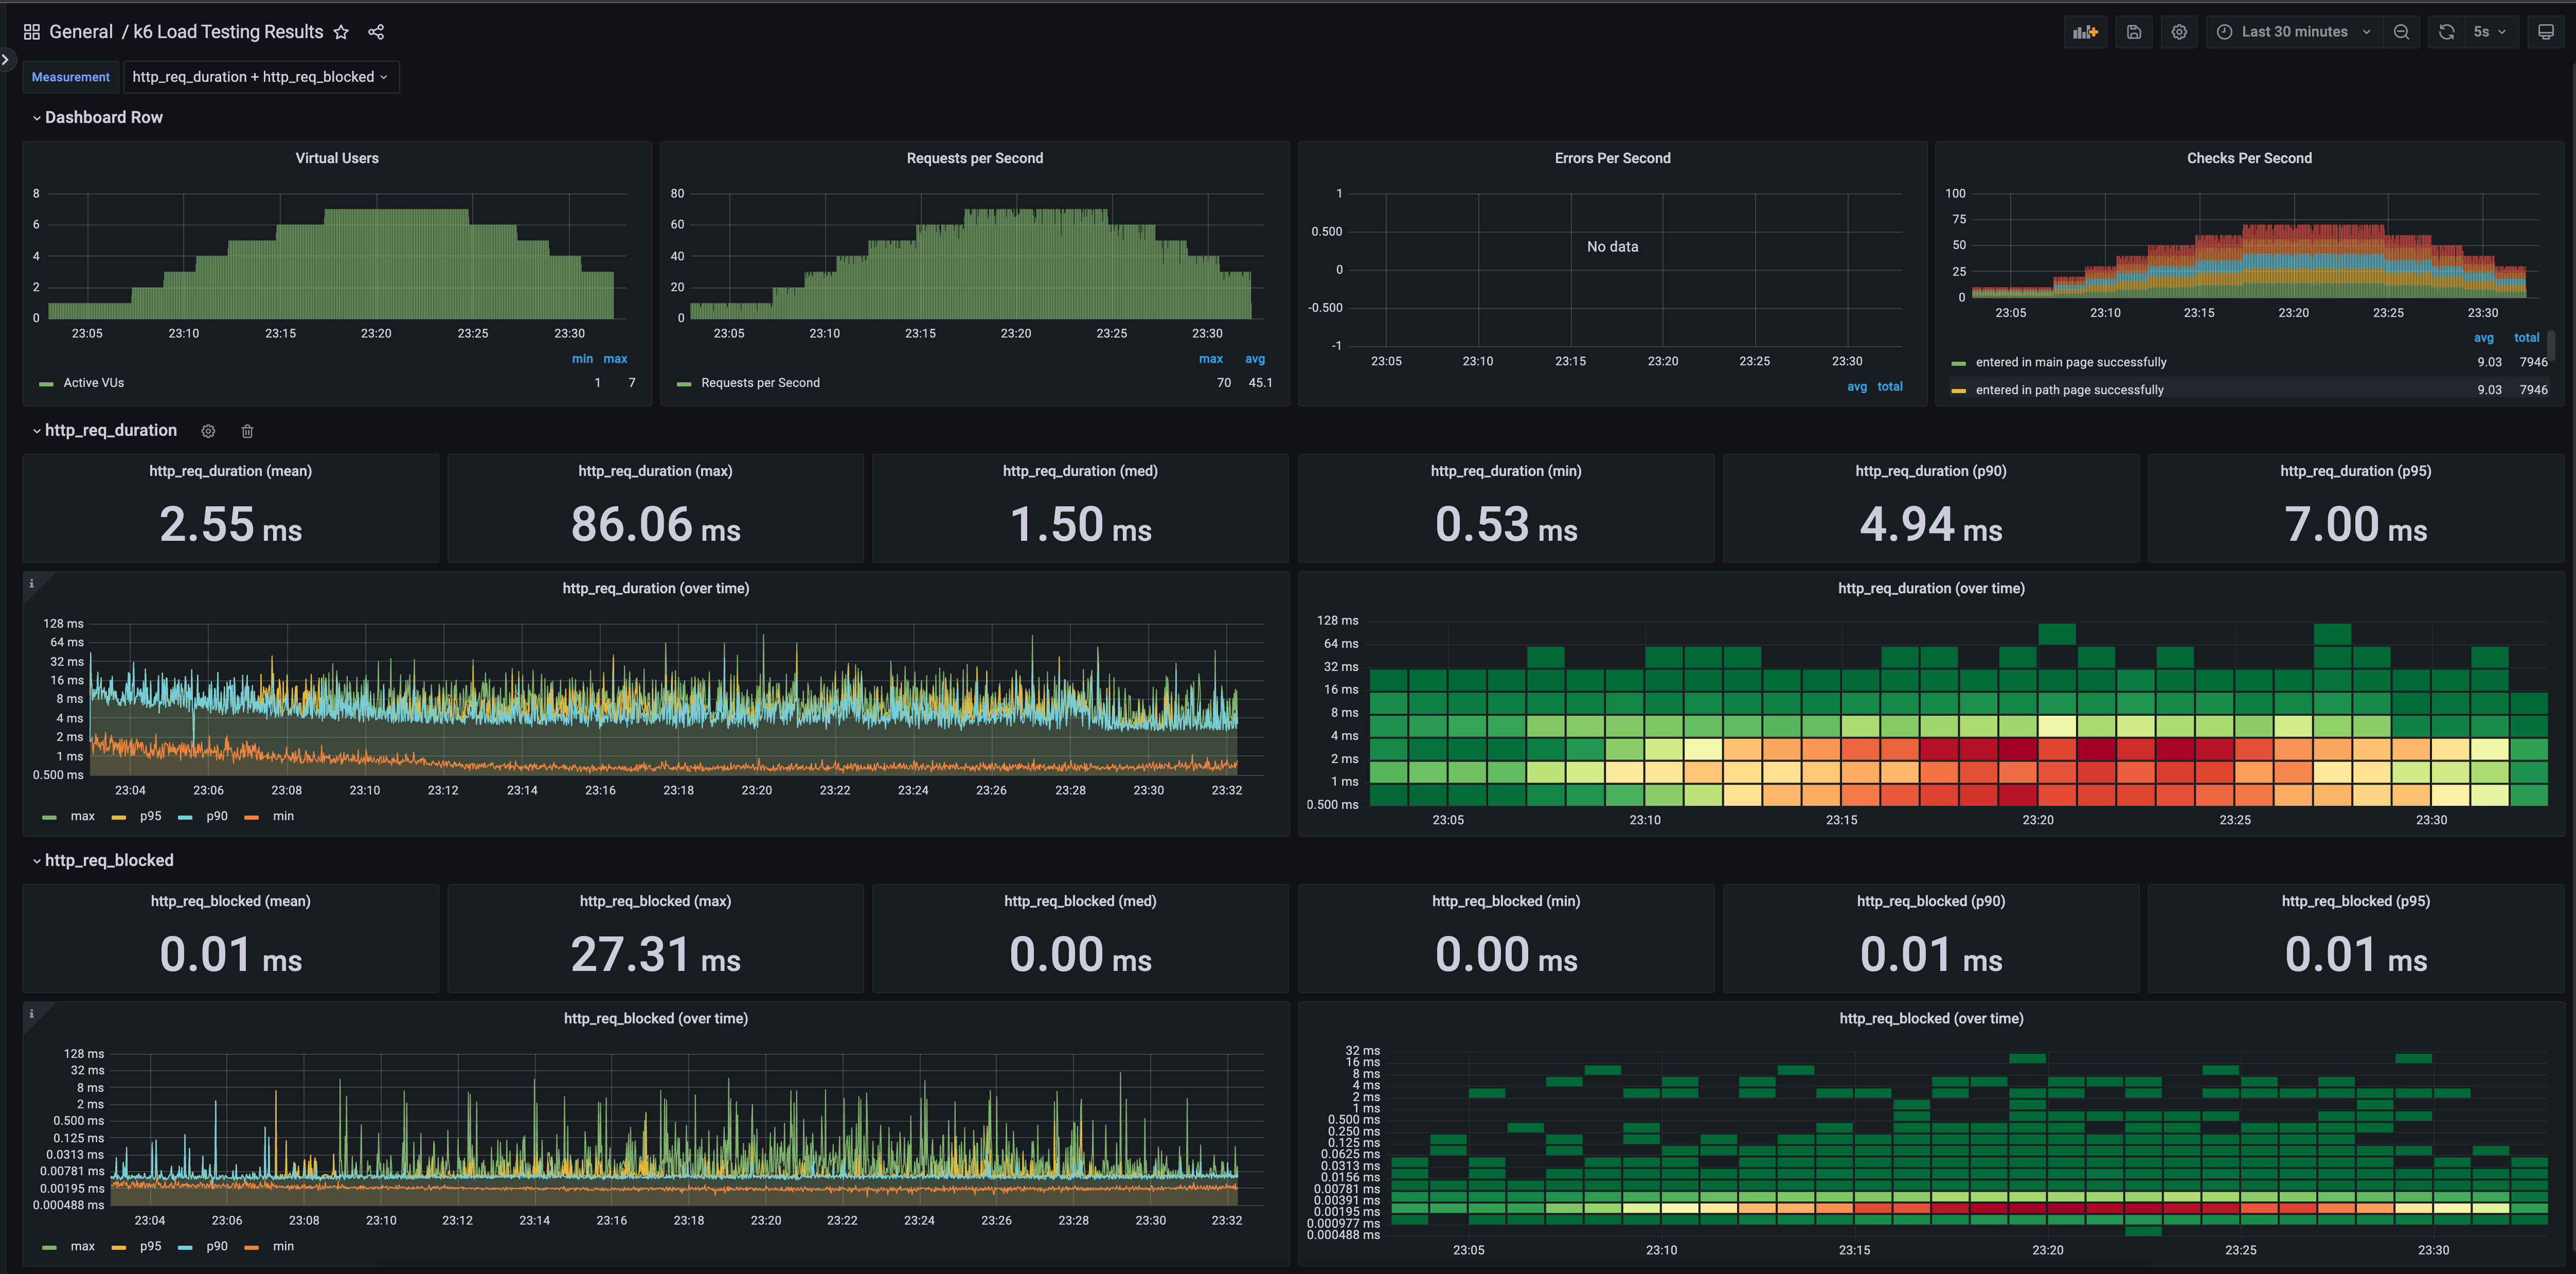 General / k6 Load Testing Results
Last 30 minutes
5s
Measurement
http_req_duration + http_req_blocked
Dashboard Row
Virtual Users
8
6
4
2
0
23:05 23:10 23:15 23:20 23:25 23:30
min max
Active VUs 1 7
Requests per Second
80
60
40
20
0
23:05 23:10 23:15 23:20 23:25 23:30
max avg
Requests per Second 70 45.1
Errors Per Second
1
0.500
0
-0.500
-1
No data
23:05 23:10 23:15 23:20 23:25 23:30
avg total
Checks Per Second
100
75
50
25
0
23:05 23:10 23:15 23:20 23:25 23:30
avg total
entered in main page successfully 9.03 7946
entered in path page successfully 9.03 7946
http_req_duration
http_req_duration (mean)
2.55 ms
http_req_duration (max)
86.06 ms
http_req_duration (med)
1.50 ms
http_req_duration (min)
0.53 ms
http_req_duration (p90)
4.94 ms
http_req_duration (p95)
7.00 ms
i
http_req_duration (over time)
128 ms
64 ms
32 ms
16 ms
8 ms
4 ms
2 ms
1 ms
0.500 ms
23:04 23:06 23:08 23:10 23:12 23:14 23:16 23:18 23:20 23:22 23:24 23:26 23:28 23:30 23:32
max p95 p90 min
http_req_duration (over time)
128 ms
64 ms
32 ms
16 ms
8 ms
4 ms
2 ms
1 ms
0.500 ms
23:05 23:10 23:15 23:20 23:25 23:30
http_req_blocked
http_req_blocked (mean)
0.01 ms
http_req_blocked (max)
27.31 ms
http_req_blocked (med)
0.00 ms
http_req_blocked (min)
0.00 ms
http_req_blocked (p90)
0.01 ms
http_req_blocked (p95)
0.01 ms
i
http_req_blocked (over time)
128 ms
32 ms
8 ms
2 ms
0.500 ms
0.125 ms
0.0313 ms
0.00781 ms
0.00195 ms
0.000488 ms
23:04 23:06 23:08 23:10 23:12 23:14 23:16 23:18 23:20 23:22 23:24 23:26 23:28 23:30 23:32
max p95 p90 min
http_req_blocked (over time)
32 ms
16 ms
8 ms
4 ms
2 ms
1 ms
0.500 ms
0.250 ms
0.125 ms
0.0625 ms
0.0313 ms
0.0156 ms
0.00781 ms
0.00391 ms
0.00195 ms
0.000977 ms
0.000488 ms
23:05 23:10 23:15 23:20 23:25 23:30